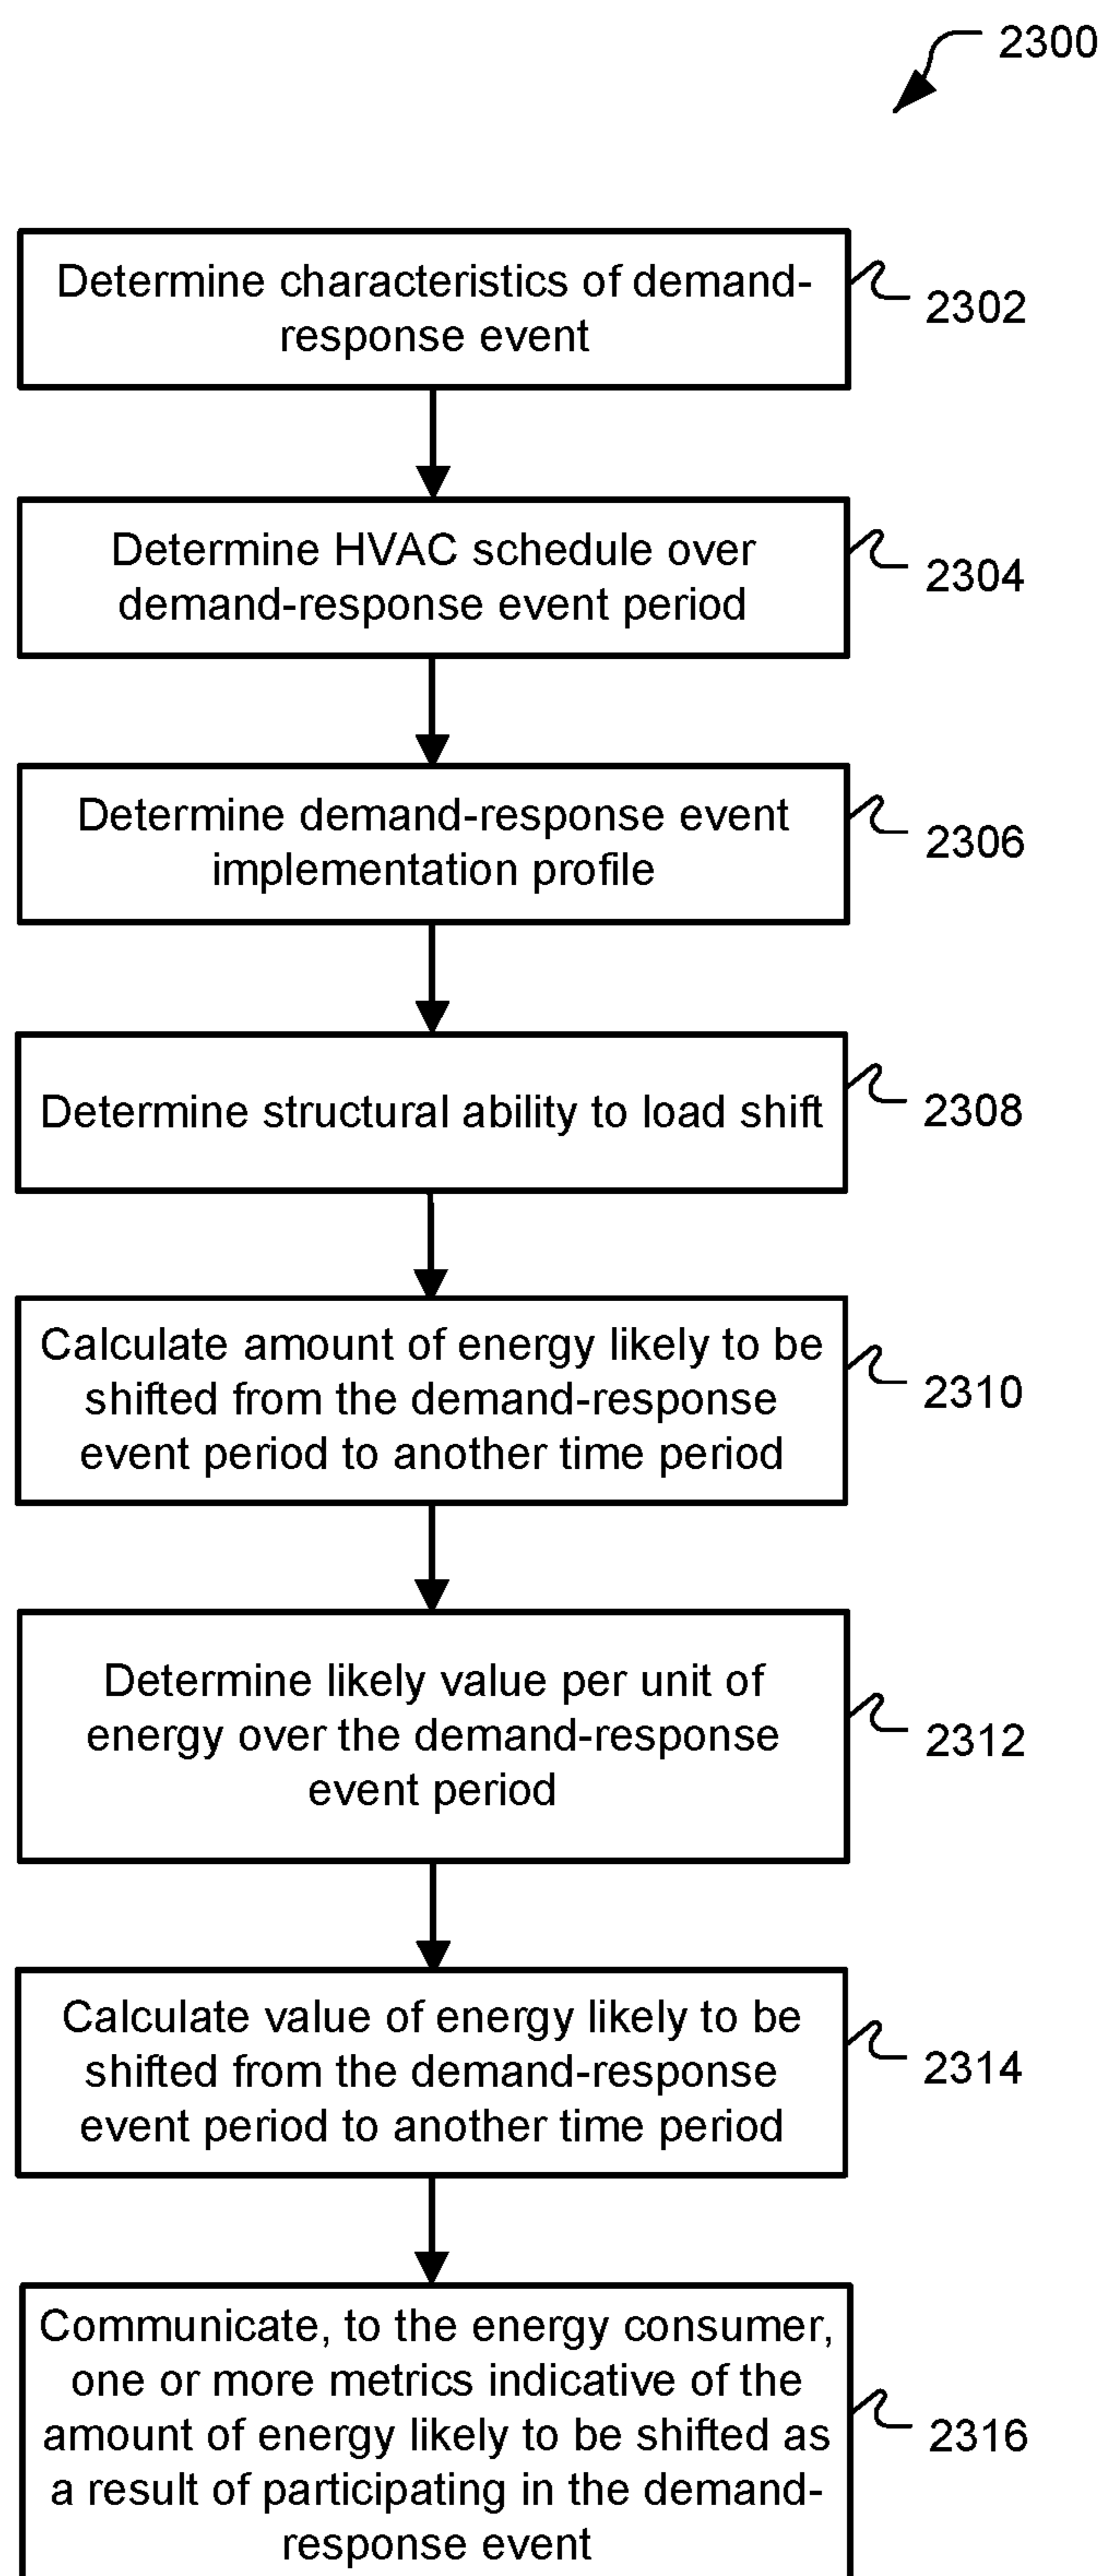 2300
Determine characteristics of demand-
response event
2302
Determine HVAC schedule over
demand-response event period
2304
Determine demand-response event
implementation profile
2306
Determine structural ability to load shift
2308
Calculate amount of energy likely to be
shifted from the demand-response
event period to another time period
2310
Determine likely value per unit of
energy over the demand-response
event period
2312
Calculate value of energy likely to be
shifted from the demand-response
event period to another time period
2314
Communicate, to the energy consumer,
one or more metrics indicative of the
amount of energy likely to be shifted as
a result of participating in the demand-
response event
2316